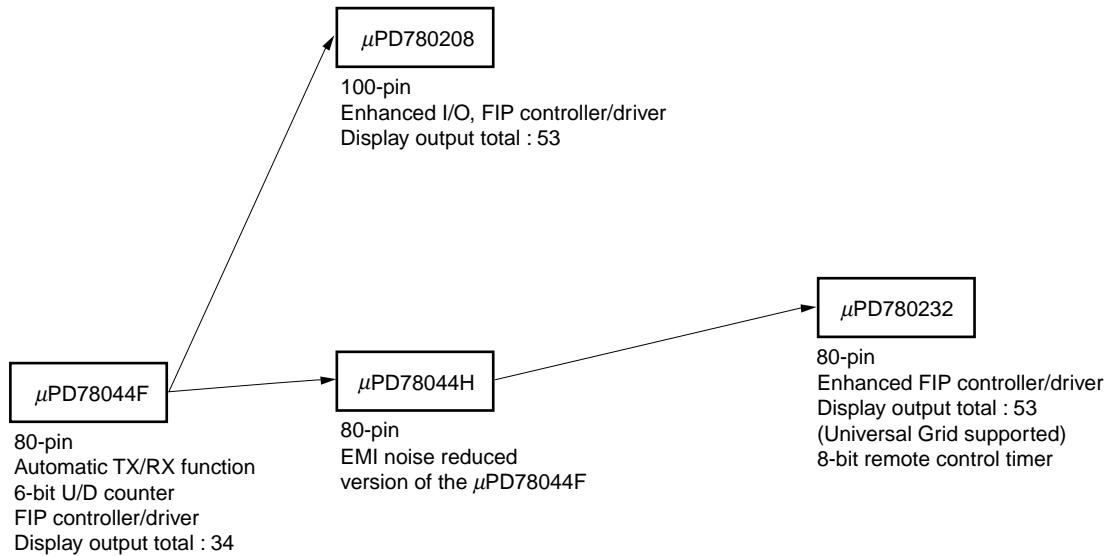 μPD780208
100-pin
Enhanced I/O, FIP controller/driver
Display output total : 53
μPD780232
80-pin
Enhanced FIP controller/driver
Display output total : 53
(Universal Grid supported)
8-bit remote control timer
μPD78044F
80-pin
Automatic TX/RX function
6-bit U/D counter
FIP controller/driver
Display output total : 34
μPD78044H
80-pin
EMI noise reduced
version of the μPD78044F